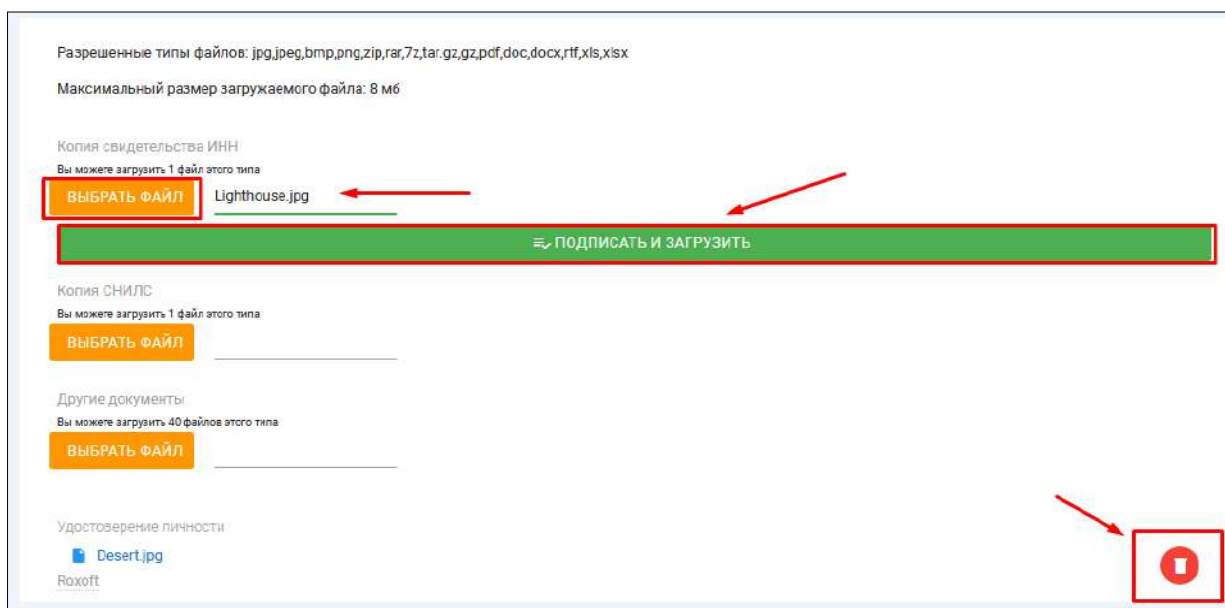 Разрешенные типы файлов: jpg,jpeg,bmp,png,zip,rar,7z,tar.gz,gz,pdf,doc,docx,rtf,xls,xlsx
Максимальный размер загружаемого файла: 8 мб
Копия свидетельства ИНН
Вы можете загрузить 1 файл этого типа
ВЫБРАТЬ ФАЙЛ Lighthouse.jpg
ПОДПИСАТЬ И ЗАГРУЗИТЬ
Копия СНИЛС
Вы можете загрузить 1 файл этого типа
ВЫБРАТЬ ФАЙЛ
Другие документы
Вы можете загрузить 40 файлов этого типа
ВЫБРАТЬ ФАЙЛ
Удостоверение личности
Desert.jpg
Roxoft